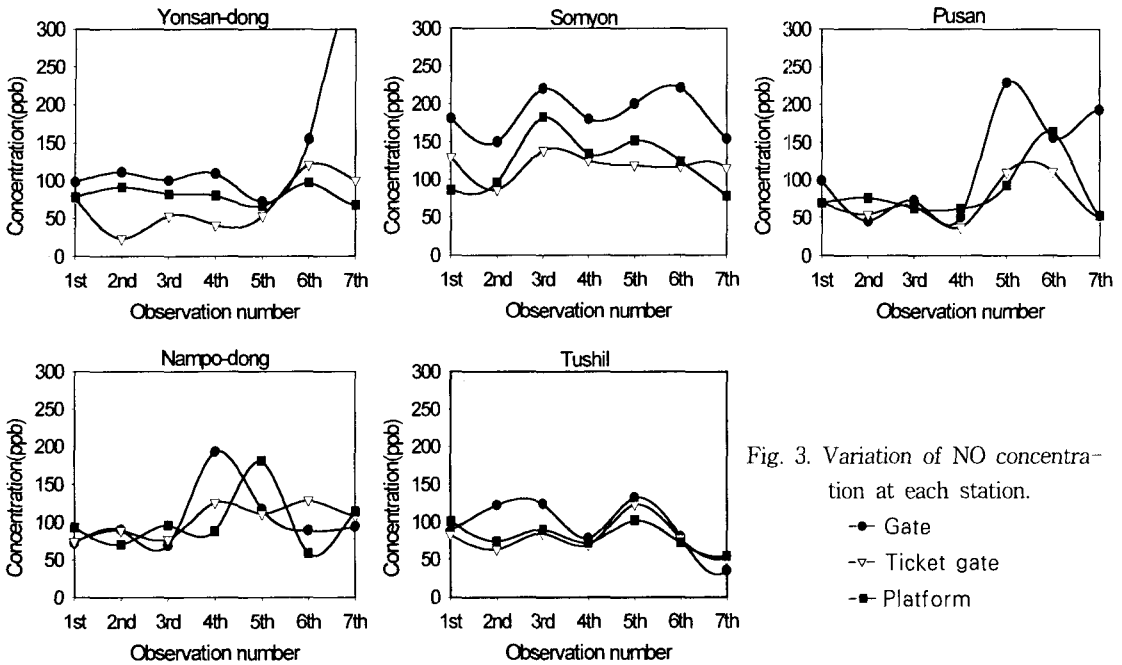 Yonsan-dong
Somyon
Pusan
300
250
200
150
100
50
0
Concentration(ppb)
1st 2nd 3rd 4th 5th 6th 7th
Observation number
300
250
200
150
100
50
0
Concentration(ppb)
1st 2nd 3rd 4th 5th 6th 7th
Observation number
300
250
200
150
100
50
0
Concentration(ppb)
1st 2nd 3rd 4th 5th 6th 7th
Observation number
Nampo-dong
Tushil
300
250
200
150
100
50
0
Concentration(ppb)
1st 2nd 3rd 4th 5th 6th 7th
Observation number
300
250
200
150
100
50
0
Concentration(ppb)
1st 2nd 3rd 4th 5th 6th 7th
Observation number
Fig. 3. Variation of NO concentra-
tion at each station.
Gate
Ticket gate
Platform